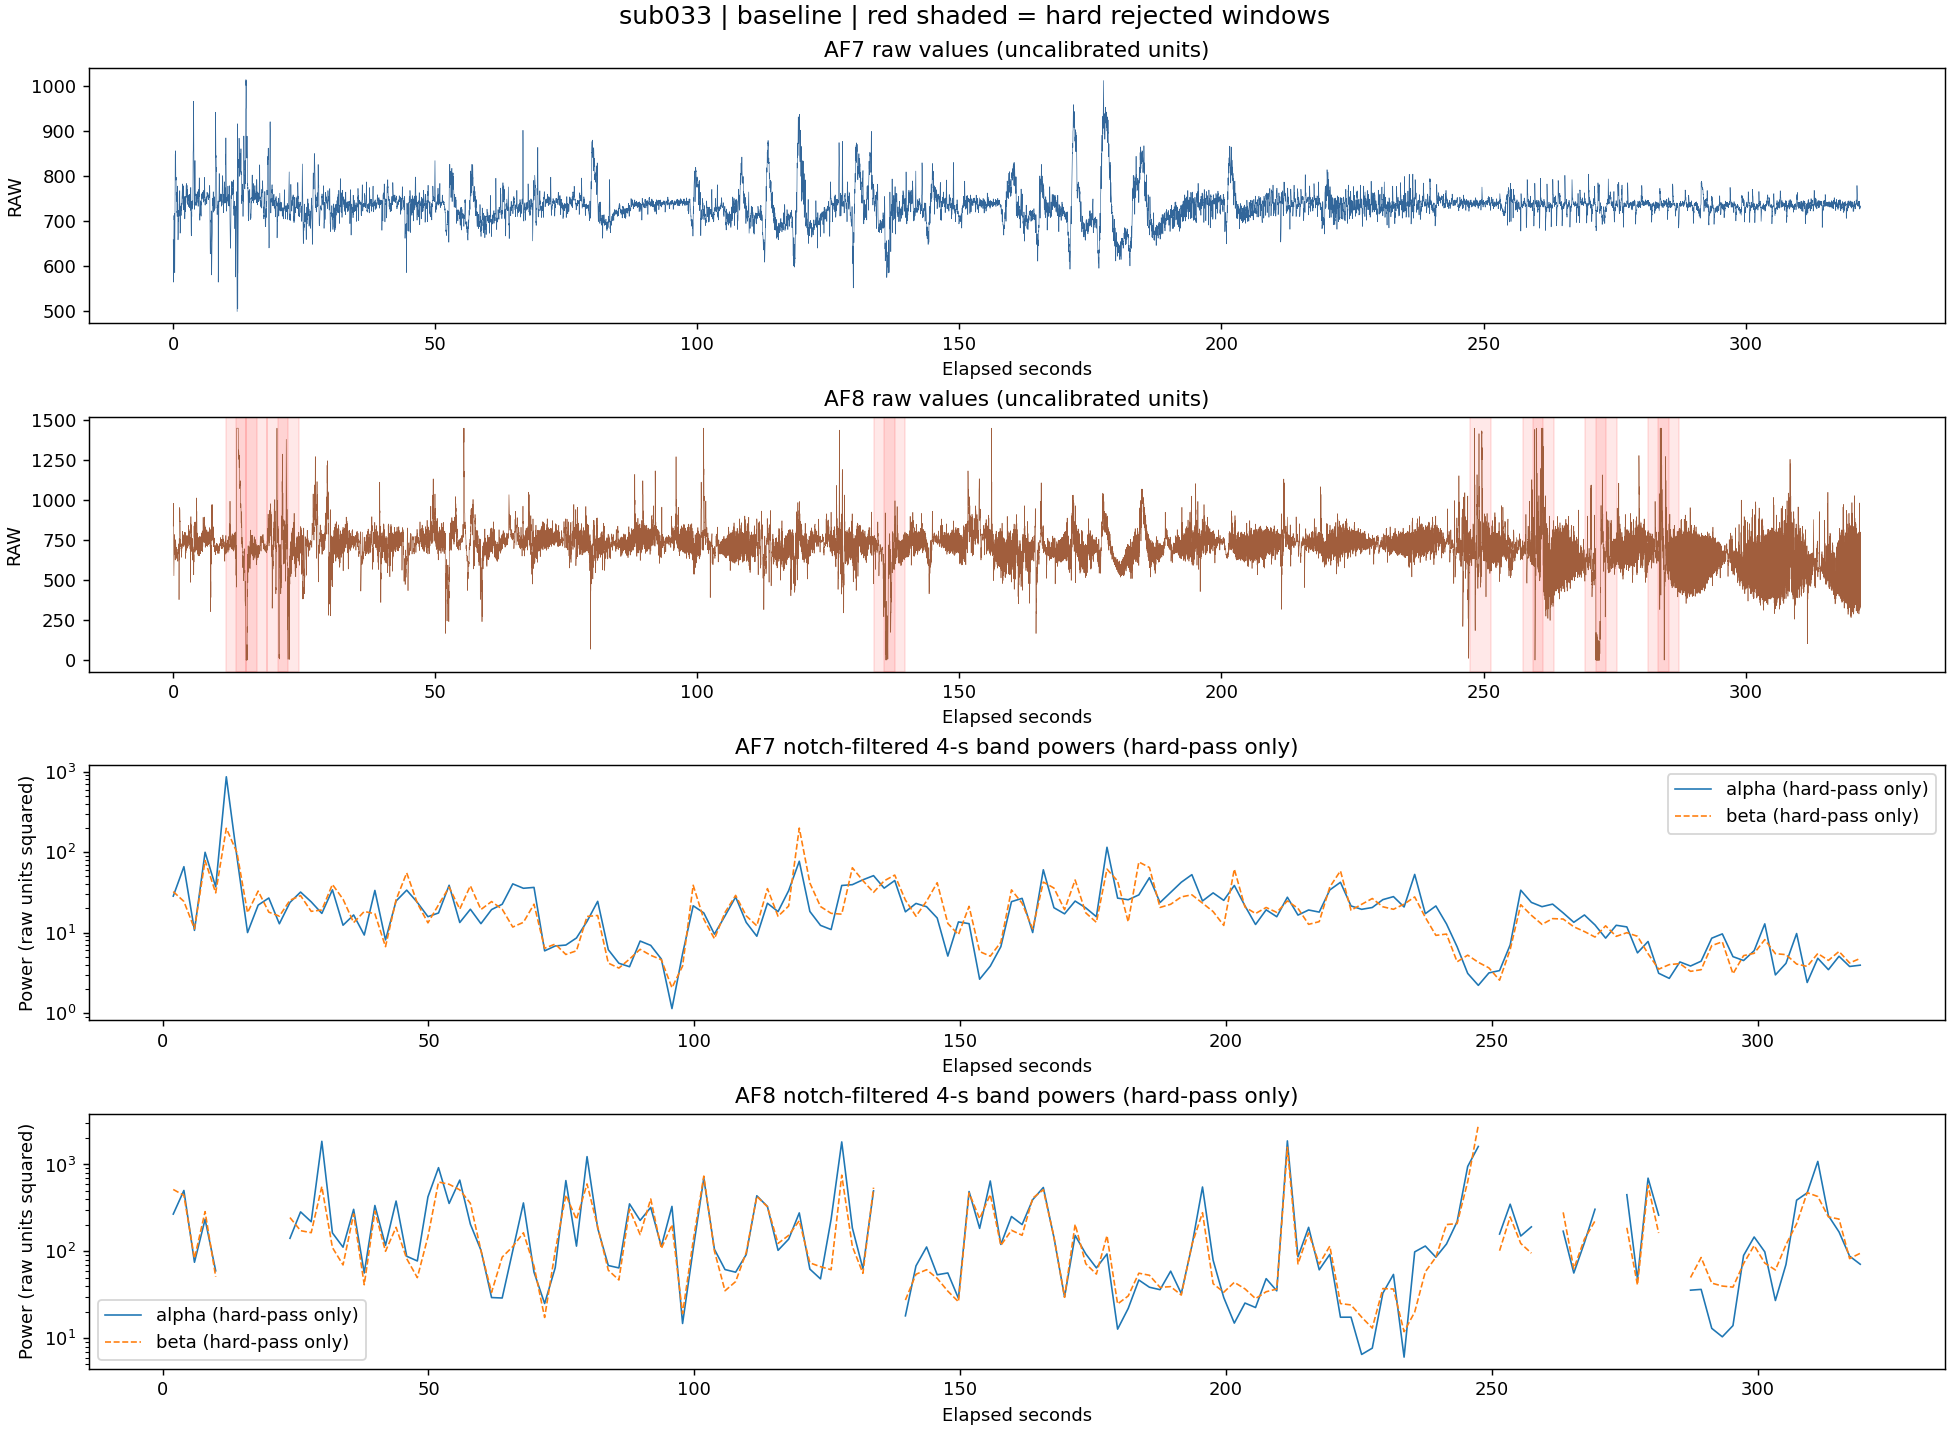 sub033 | baseline | red shaded = hard rejected windows
AF7 raw values (uncalibrated units)
RAW
1000
900
800
700
600
500
0 50 100 150 200 250 300
Elapsed seconds
AF8 raw values (uncalibrated units)
RAW
1500
1250
1000
750
500
250
0
0 50 100 150 200 250 300
Elapsed seconds
AF7 notch-filtered 4-s band powers (hard-pass only)
Power (raw units squared)
10³
10²
10¹
10⁰
alpha (hard-pass only)
beta (hard-pass only)
0 50 100 150 200 250 300
Elapsed seconds
AF8 notch-filtered 4-s band powers (hard-pass only)
Power (raw units squared)
10³
10²
10¹
alpha (hard-pass only)
beta (hard-pass only)
0 50 100 150 200 250 300
Elapsed seconds